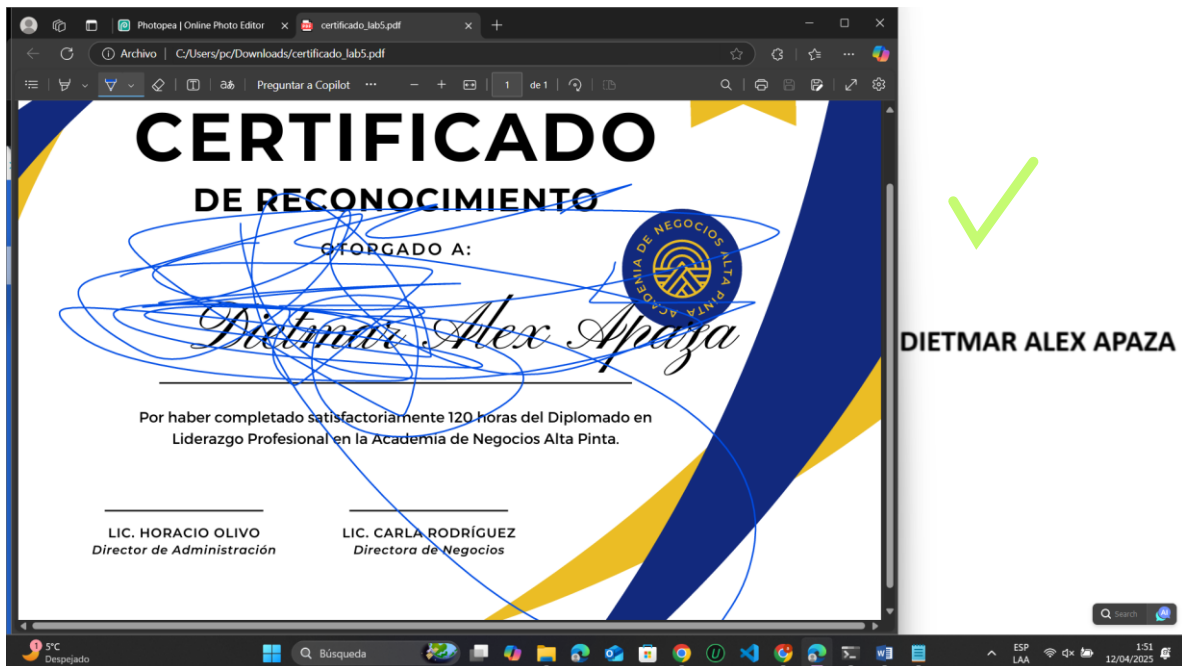 Photopea | Online Photo Editor
certificado_lab5.pdf
Archivo | C:/Users/pc/Downloads/certificado_lab5.pdf
Preguntar a Copilot
1 de 1
CERTIFICADO
DE RECONOCIMIENTO
OTORGADO A:
ACADEMIA DE NEGOCIOS ALTA PINTA
Dietmar Alex Apaza
DIETMAR ALEX APAZA
Por haber completado satisfactoriamente 120 horas del Diplomado en
Liderazgo Profesional en la Academia de Negocios Alta Pinta.
LIC. HORACIO OLIVO
Director de Administración
LIC. CARLA RODRÍGUEZ
Directora de Negocios
Search
AI
1
5°C
Despejado
Búsqueda
ESP
LAA
1:51
12/04/2025